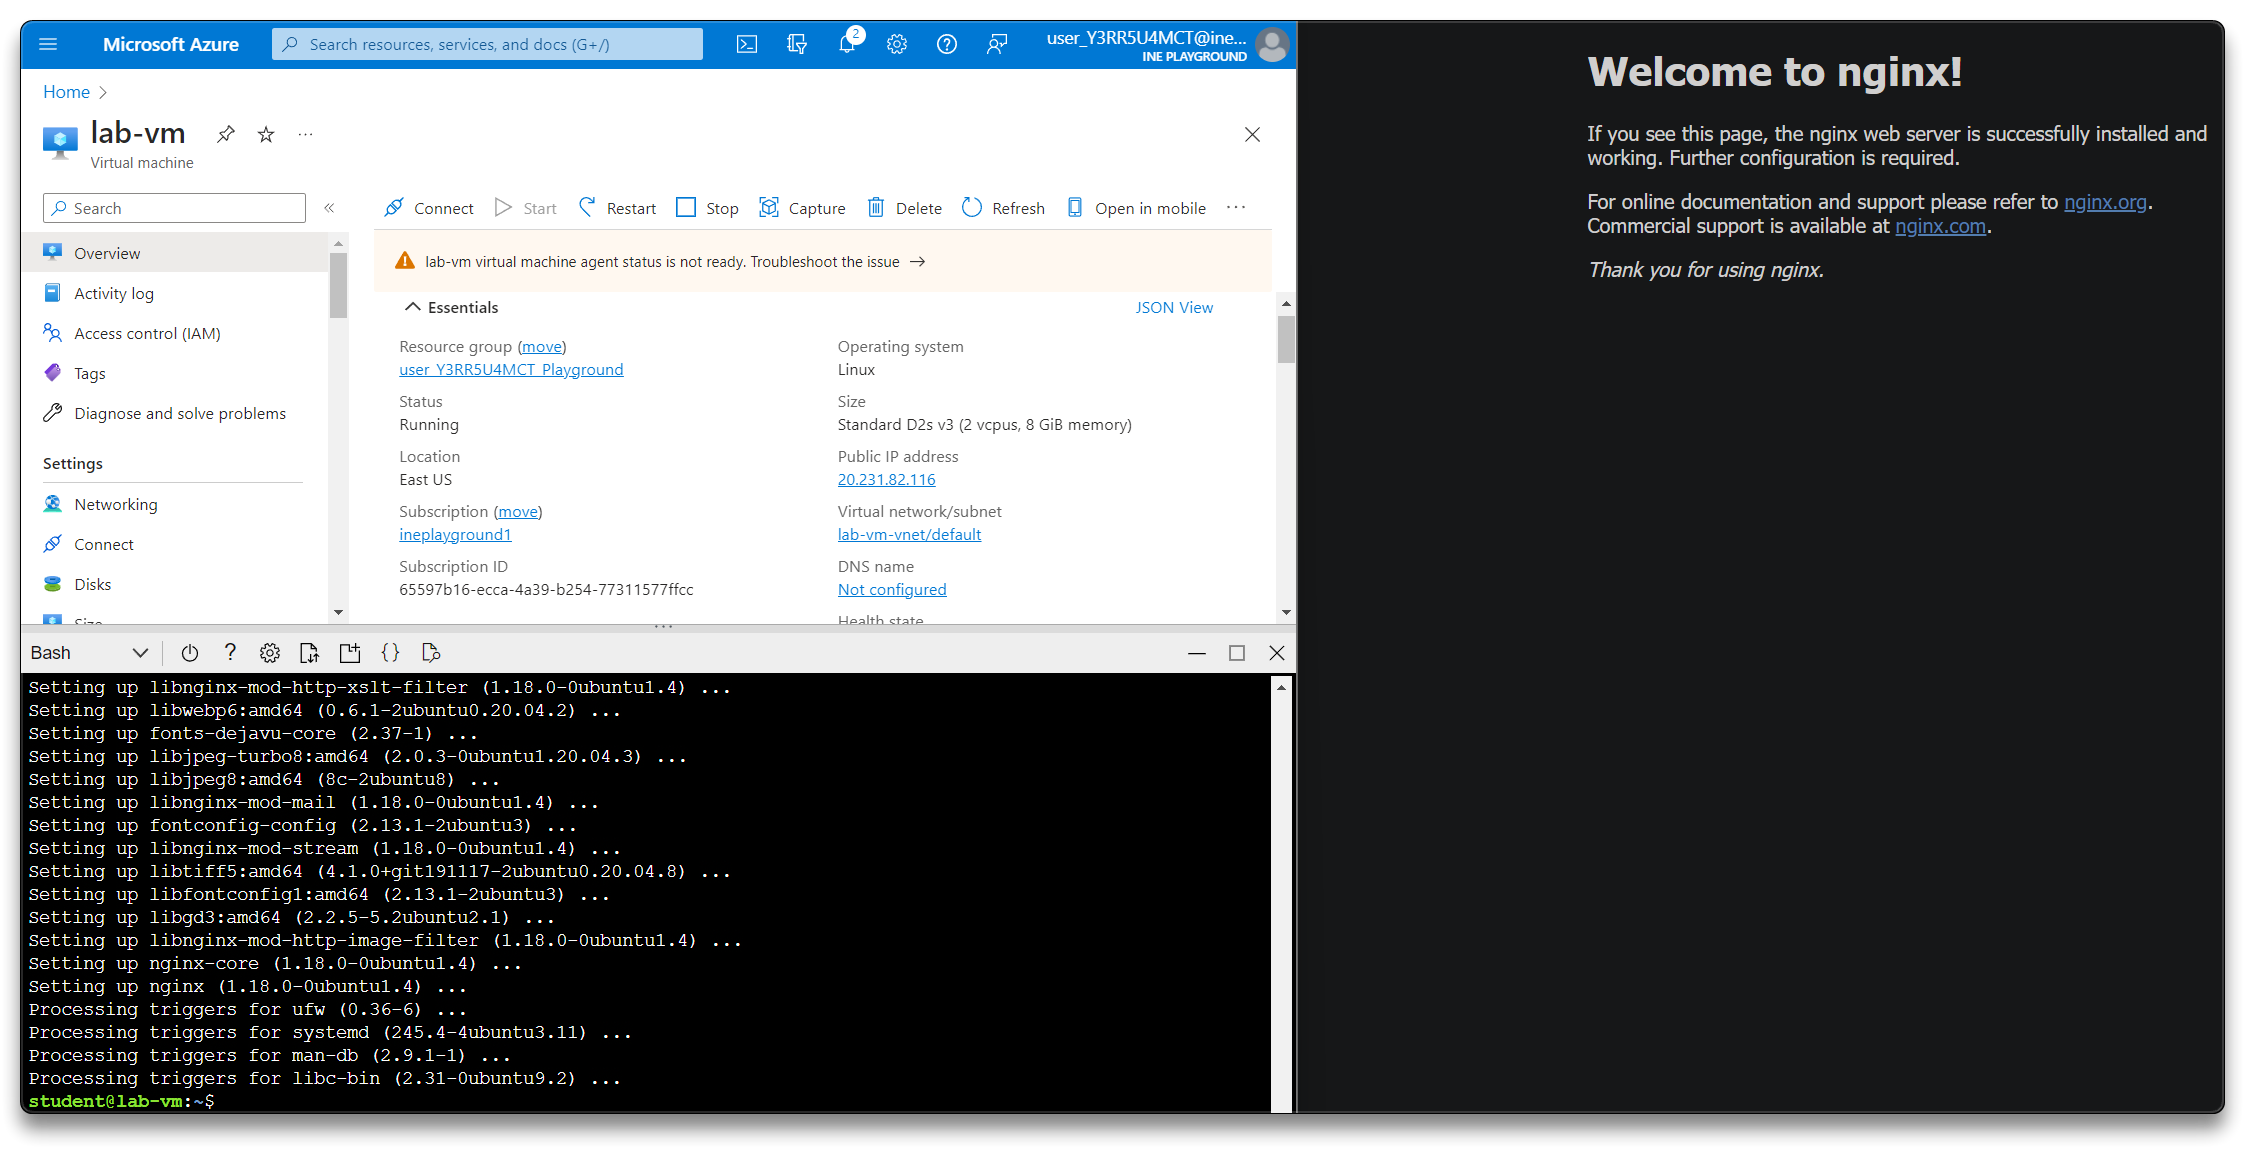 Microsoft Azure
Search resources, services, and docs (G+/)
2
user_Y3RR5U4MCT@ine...
INE PLAYGROUND
Home
lab-vm
Virtual machine
Search
Connect
Start
Restart
Stop
Capture
Delete
Refresh
Open in mobile
Overview
Activity log
Access control (IAM)
Tags
Diagnose and solve problems
Settings
Networking
Connect
Disks
Size
lab-vm virtual machine agent status is not ready. Troubleshoot the issue →
Essentials
JSON View
Resource group (move)
user_Y3RR5U4MCT_Playground
Status
Running
Location
East US
Subscription (move)
ineplayground1
Subscription ID
65597b16-ecca-4a39-b254-77311577ffcc
Operating system
Linux
Size
Standard D2s v3 (2 vcpus, 8 GiB memory)
Public IP address
20.231.82.116
Virtual network/subnet
lab-vm-vnet/default
DNS name
Not configured
Health state
Bash
Setting up libnginx-mod-http-xslt-filter (1.18.0-0ubuntu1.4) ...
Setting up libwebp6:amd64 (0.6.1-2ubuntu0.20.04.2) ...
Setting up fonts-dejavu-core (2.37-1) ...
Setting up libjpeg-turbo8:amd64 (2.0.3-0ubuntu1.20.04.3) ...
Setting up libjpeg8:amd64 (8c-2ubuntu8) ...
Setting up libnginx-mod-mail (1.18.0-0ubuntu1.4) ...
Setting up fontconfig-config (2.13.1-2ubuntu3) ...
Setting up libnginx-mod-stream (1.18.0-0ubuntu1.4) ...
Setting up libtiff5:amd64 (4.1.0+git191117-2ubuntu0.20.04.8) ...
Setting up libfontconfig1:amd64 (2.13.1-2ubuntu3) ...
Setting up libgd3:amd64 (2.2.5-5.2ubuntu2.1) ...
Setting up libnginx-mod-http-image-filter (1.18.0-0ubuntu1.4) ...
Setting up nginx-core (1.18.0-0ubuntu1.4) ...
Setting up nginx (1.18.0-0ubuntu1.4) ...
Processing triggers for ufw (0.36-6) ...
Processing triggers for systemd (245.4-4ubuntu3.11) ...
Processing triggers for man-db (2.9.1-1) ...
Processing triggers for libc-bin (2.31-0ubuntu9.2) ...
student@lab-vm:~$
Welcome to nginx!
If you see this page, the nginx web server is successfully installed and
working. Further configuration is required.
For online documentation and support please refer to nginx.org.
Commercial support is available at nginx.com.
Thank you for using nginx.